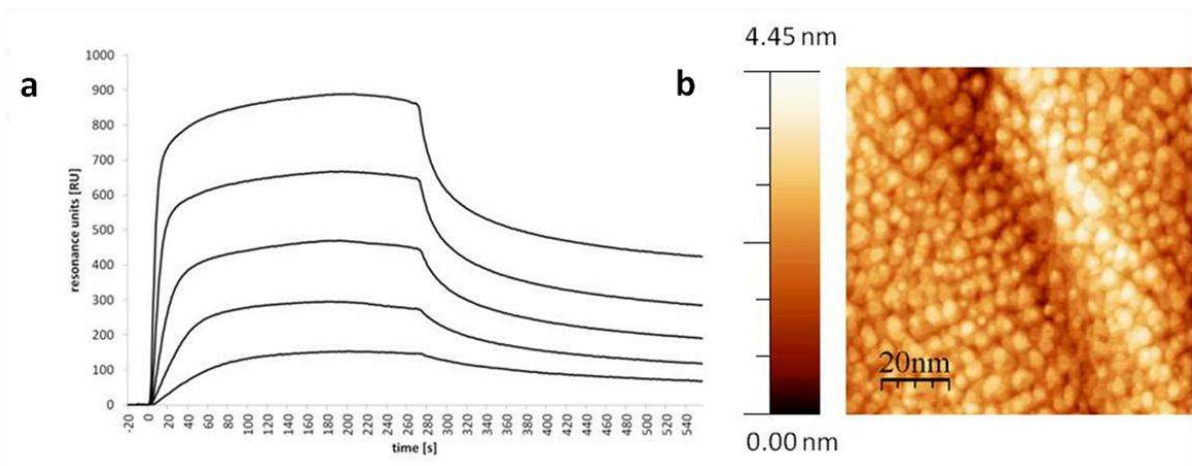 a
1000
900
800
700
600
500
400
300
200
100
0
resonance units [RU]
-20 0 20 40 60 80 100 120 140 160 180 200 220 240 260 280 300 320 340 360 380 400 420 440 460 480 500 520 540
time [s]
b
4.45 nm
0.00 nm
20nm